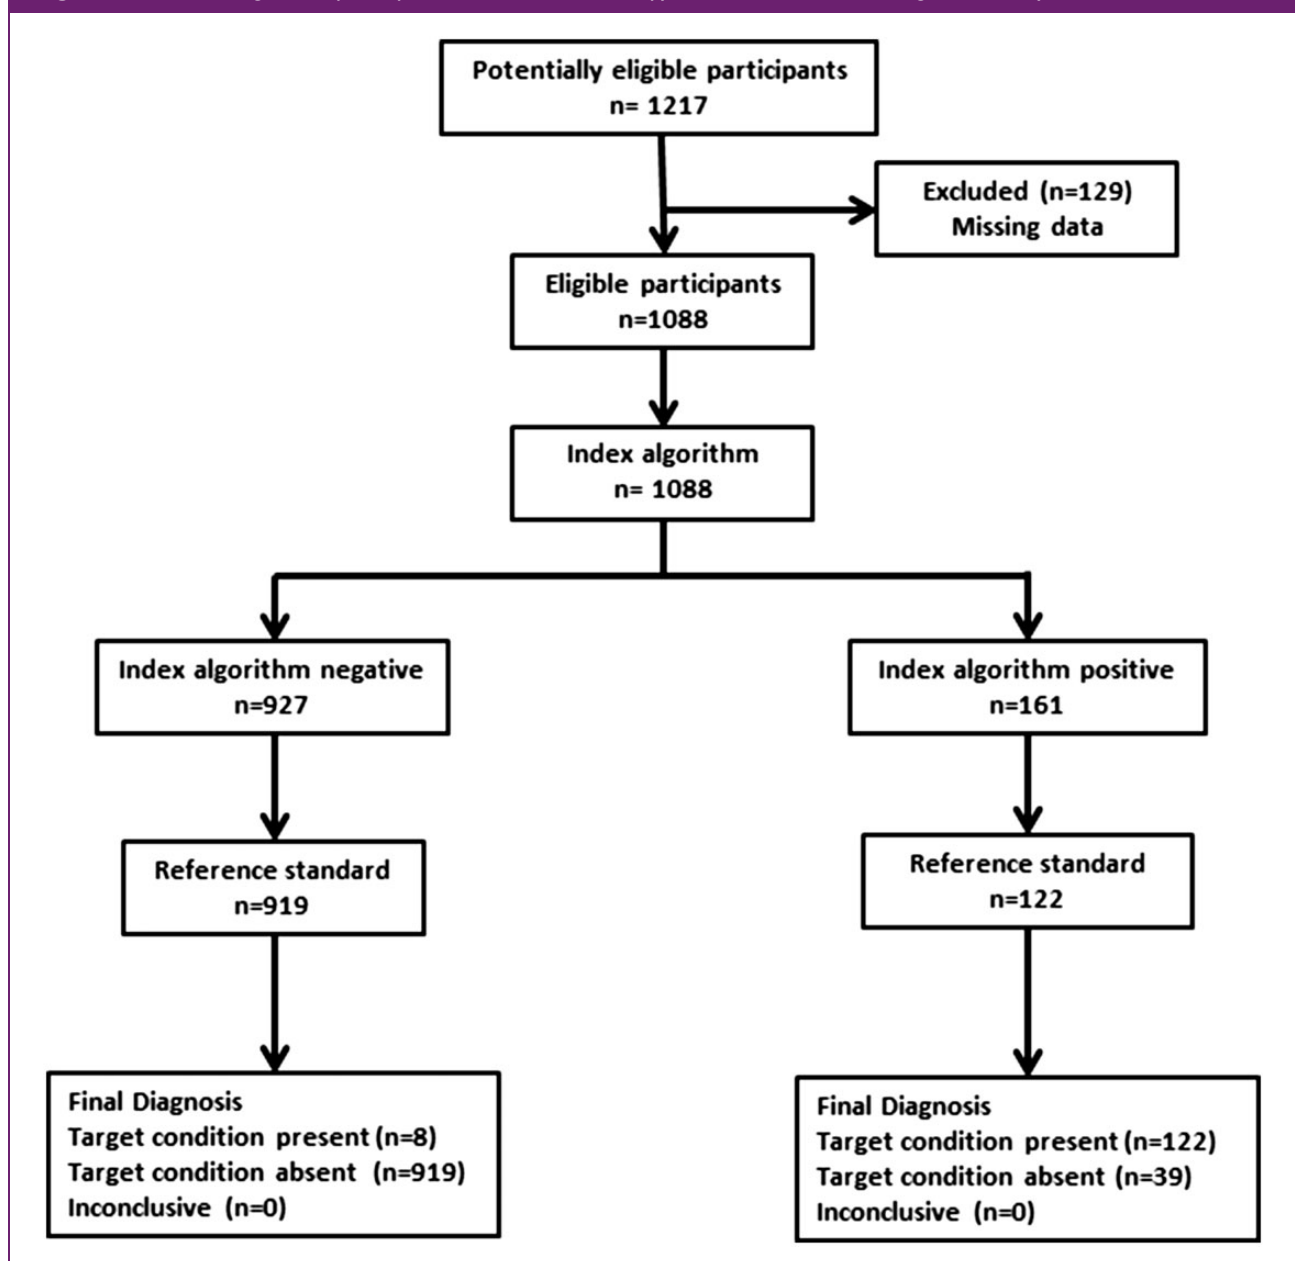 Potentially eligible participants
n= 1217
Excluded (n=129)
Missing data
Eligible participants
n=1088
Index algorithm
n= 1088
Index algorithm negative
n=927
Index algorithm positive
n=161
Reference standard
n=919
Reference standard
n=122
Final Diagnosis
Target condition present (n=8)
Target condition absent (n=919)
Inconclusive (n=0)
Final Diagnosis
Target condition present (n=122)
Target condition absent (n=39)
Inconclusive (n=0)